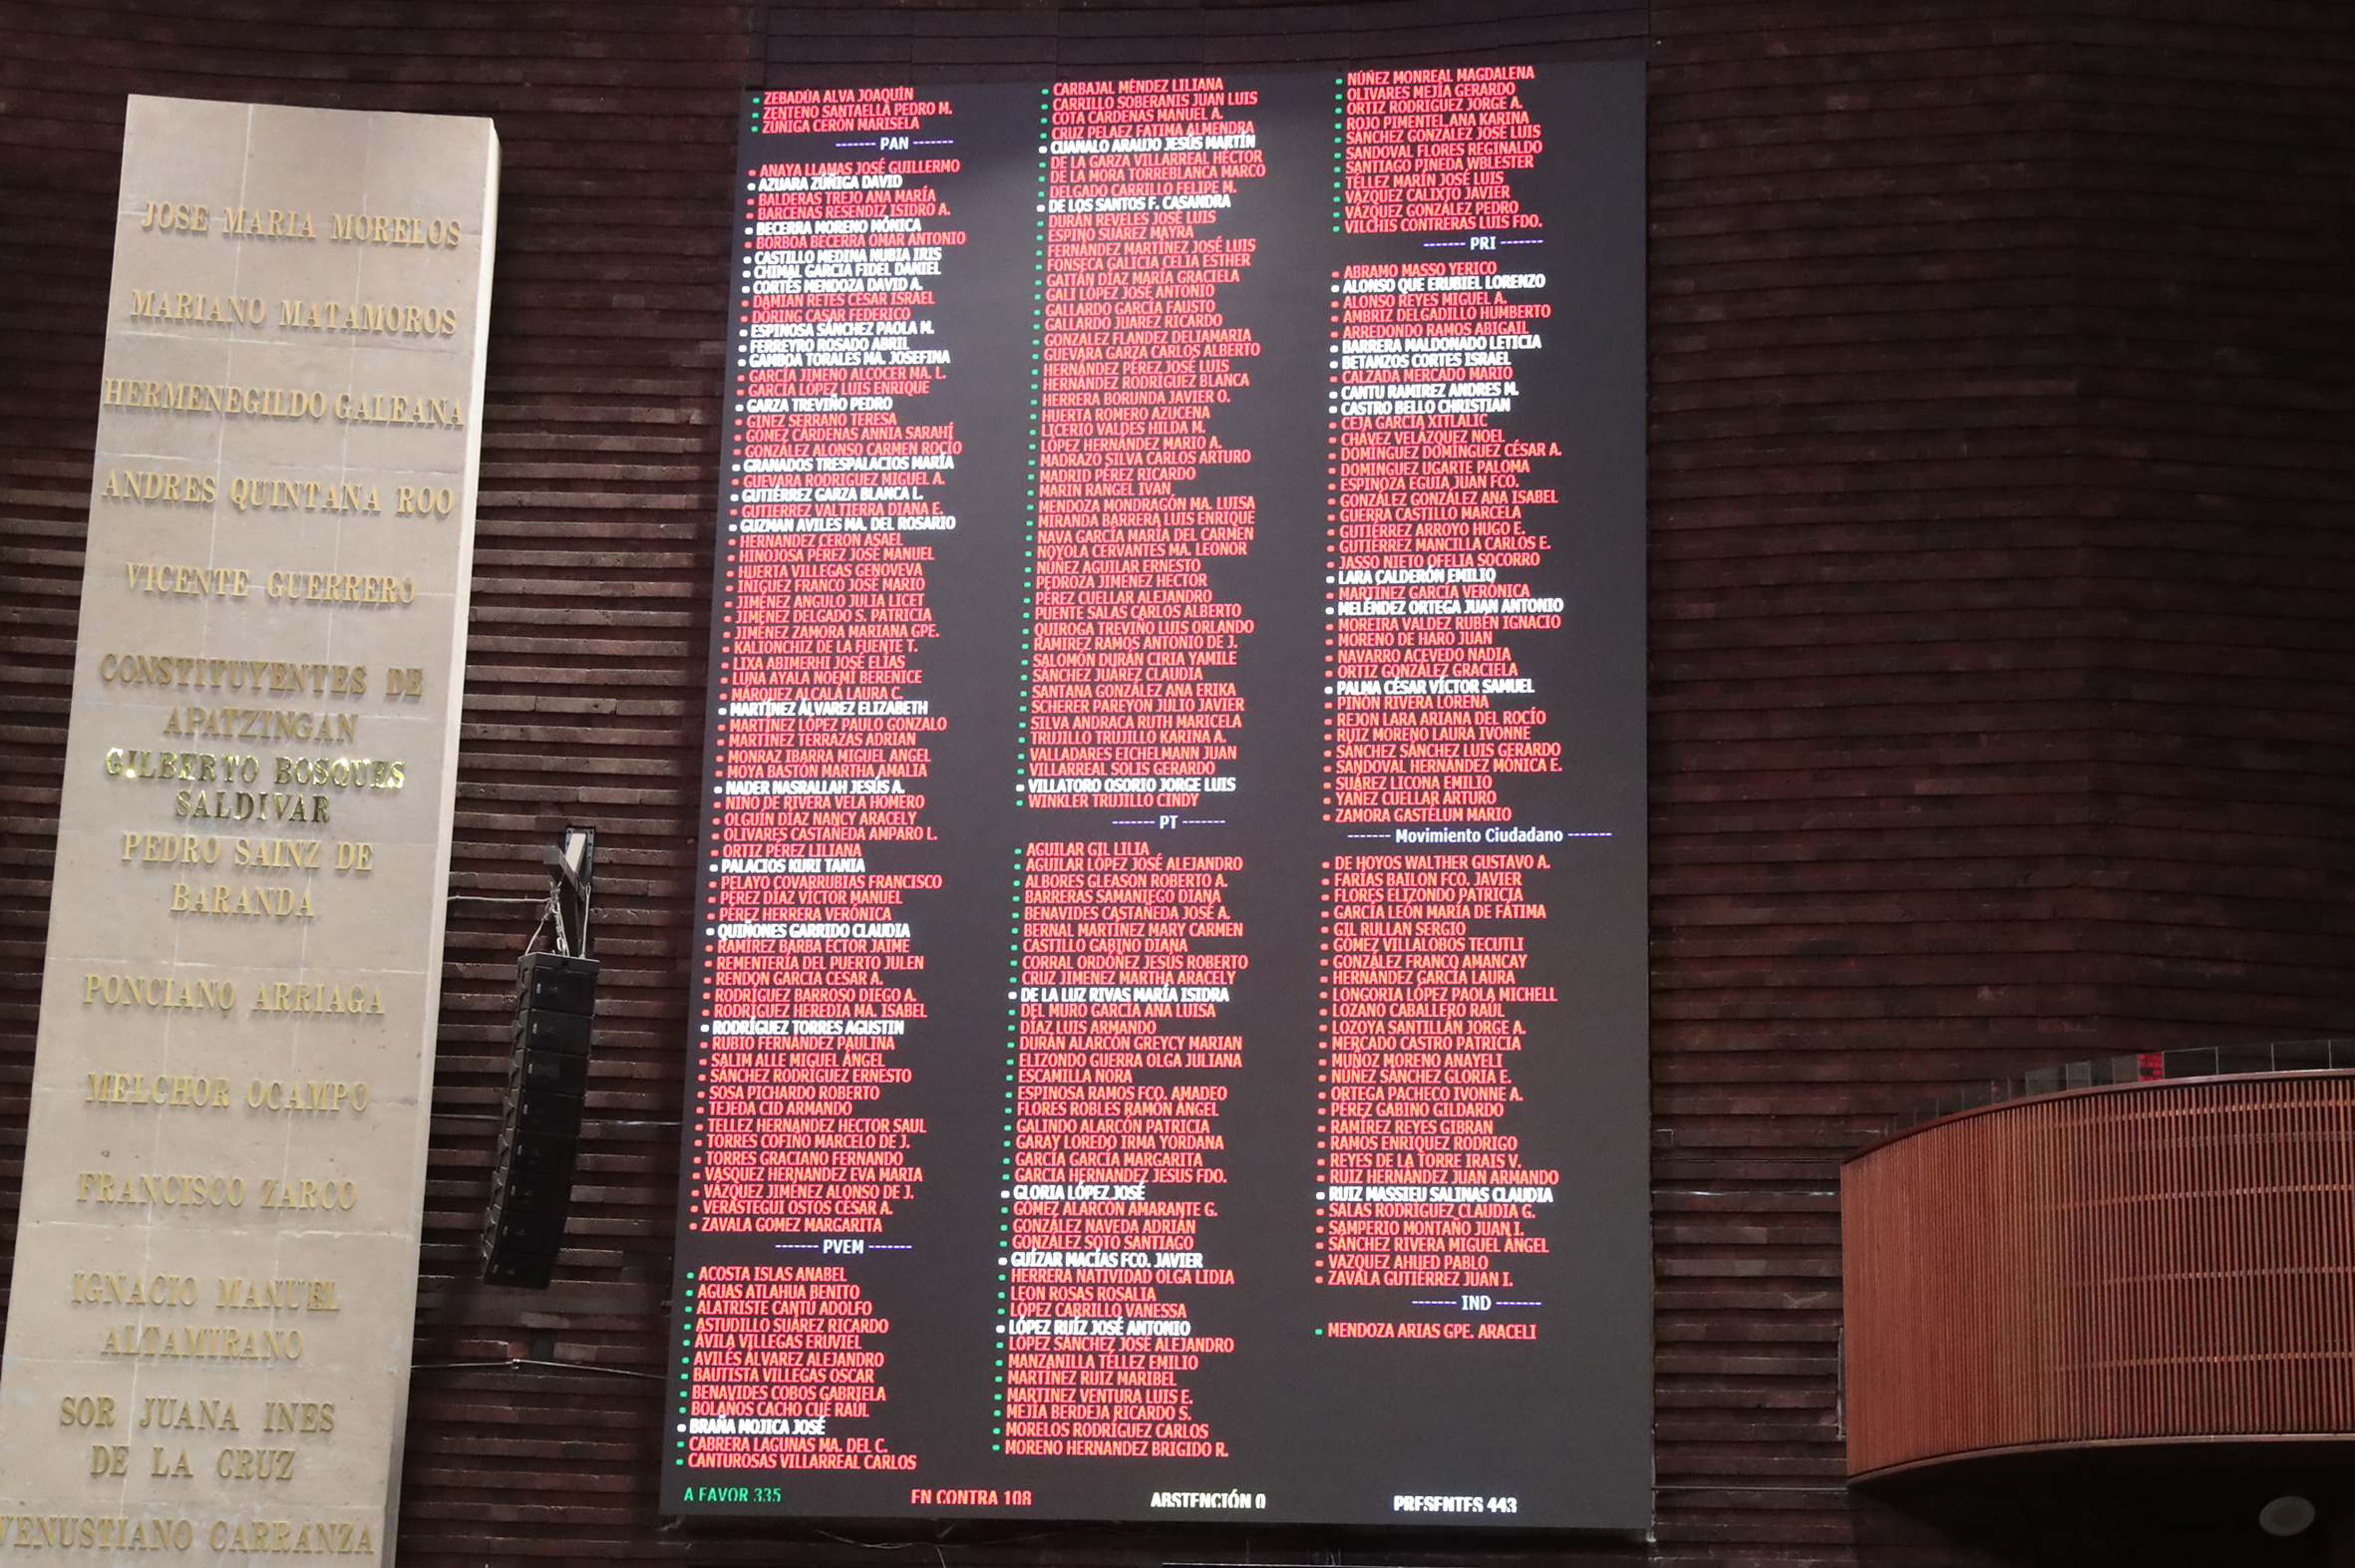 JOSE MARIA MORELOS
MARIANO MATAMOROS
HERMENEGILDO GALEANA
ANDRES QUINTANA ROO
VICENTE GUERRERO
CONSTITUYENTES DE
APATZINGAN
GILBERTO BOSQUES
SALDIVAR
PEDRO SAINZ DE
BARANDA
PONCIANO ARRIAGA
MELCHOR OCAMPO
FRANCISCO ZARCO
IGNACIO MANUEL
ALTAMIRANO
SOR JUANA INES
DE LA CRUZ
VENUSTIANO CARRANZA
ZEBADÚA ALVA JOAQUÍN
ZENTENO SANTAELLA PEDRO M.
ZÚÑIGA CERÓN MARISELA
------- PAN -------
ANAYA LLAMAS JOSÉ GUILLERMO
AZUARA ZÚÑIGA DAVID
BALDERAS TREJO ANA MARÍA
BÁRCENAS RESENDIZ ISIDRO A.
BECERRA MORENO MÓNICA
BORBOA BECERRA OMAR ANTONIO
CASTILLO MEDINA NUBIA IRIS
CHIMAL GARCÍA FIDEL DANIEL
CORTÉS MENDOZA DAVID A.
DAMIÁN RETES CÉSAR ISRAEL
DÖRING CASAR FEDERICO
ESPINOSA SÁNCHEZ PAOLA M.
FERREYRO ROSADO ABRIL
GAMBOA TORALES MA. JOSEFINA
GARCÍA JIMENO ALCOCER MA. L.
GARCÍA LÓPEZ LUIS ENRIQUE
GARZA TREVIÑO PEDRO
GINEZ SERRANO TERESA
GÓMEZ CÁRDENAS ANNIA SARAHÍ
GONZÁLEZ ALONSO CARMEN ROCÍO
GRANADOS TRESPALACIOS MARÍA
GUEVARA RODRÍGUEZ MIGUEL A.
GUTIÉRREZ GARZA BLANCA L.
GUTIÉRREZ VALTIERRA DIANA E.
GUZMÁN AVILÉS MA. DEL ROSARIO
HERNÁNDEZ CERÓN ASAEL
HINOJOSA PÉREZ JOSÉ MANUEL
HUERTA VILLEGAS GENOVEVA
ÍÑIGUEZ FRANCO JOSÉ MARIO
JIMÉNEZ ANGULO JULIA LICET
JIMÉNEZ DELGADO S. PATRICIA
JIMÉNEZ ZAMORA MARIANA GPE.
KALIONCHIZ DE LA FUENTE T.
LIXA ABIMERHI JOSÉ ELÍAS
LUNA AYALA NOEMÍ BERENICE
MÁRQUEZ ALCALÁ LAURA C.
MARTÍNEZ ÁLVAREZ ELIZABETH
MARTÍNEZ LÓPEZ PAULO GONZALO
MARTÍNEZ TERRAZAS ADRIÁN
MONRAZ IBARRA MIGUEL ÁNGEL
MOYA BASTÓN MARTHA AMALIA
NADER NASRALLAH JESÚS A.
NIÑO DE RIVERA VELA HOMERO
OLGUÍN DÍAZ NANCY ARACELY
OLIVARES CASTAÑEDA AMPARO L.
ORTIZ PÉREZ LILIANA
PALACIOS KURI TANIA
PELAYO COVARRUBIAS FRANCISCO
PÉREZ DÍAZ VÍCTOR MANUEL
PÉREZ HERRERA VERÓNICA
QUIÑONES GARRIDO CLAUDIA
RAMÍREZ BARBA ÉCTOR JAIME
REMENTERÍA DEL PUERTO JULEN
RENDÓN GARCÍA CÉSAR A.
RODRÍGUEZ BARROSO DIEGO A.
RODRÍGUEZ HEREDIA MA. ISABEL
RODRÍGUEZ TORRES AGUSTÍN
RUBIO FERNÁNDEZ PAULINA
SALIM ALLE MIGUEL ÁNGEL
SÁNCHEZ RODRÍGUEZ ERNESTO
SOSA PICHARDO ROBERTO
TEJEDA CID ARMANDO
TÉLLEZ HERNÁNDEZ HÉCTOR SAÚL
TORRES COFIÑO MARCELO DE J.
TORRES GRACIANO FERNANDO
VÁSQUEZ HERNÁNDEZ EVA MARÍA
VÁZQUEZ JIMÉNEZ ALONSO DE J.
VERÁSTEGUI OSTOS CÉSAR A.
ZAVALA GÓMEZ MARGARITA
------- PVEM -------
ACOSTA ISLAS ANABEL
AGUAS ATLAHUA BENITO
ALATRISTE CANTÚ ADOLFO
ASTUDILLO SUÁREZ RICARDO
ÁVILA VILLEGAS ERUVIEL
AVILÉS ÁLVAREZ ALEJANDRO
BAUTISTA VILLEGAS OSCAR
BENAVIDES COBOS GABRIELA
BOLAÑOS CACHO CUÉ RAÚL
BRAÑA MOJICA JOSÉ
CABRERA LAGUNAS MA. DEL C.
CANTUROSAS VILLARREAL CARLOS
CARBAJAL MÉNDEZ LILIANA
CARRILLO SOBERANIS JUAN LUIS
COTA CÁRDENAS MANUEL A.
CRUZ PELÁEZ FÁTIMA ALMENDRA
CUANALO ARAUJO JESÚS MARTÍN
DE LA GARZA VILLARREAL HÉCTOR
DE LA MORA TORREBLANCA MARCO
DELGADO CARRILLO FELIPE M.
DE LOS SANTOS F. CASANDRA
DURÁN REVELES JOSÉ LUIS
ESPINO SUÁREZ MAYRA
FERNÁNDEZ MARTÍNEZ JOSÉ LUIS
FONSECA GALICIA CELIA ESTHER
GAITÁN DÍAZ MARÍA GRACIELA
GALI LÓPEZ JOSÉ ANTONIO
GALLARDO GARCÍA FAUSTO
GALLARDO JUÁREZ RICARDO
GONZÁLEZ FLÁNDEZ DELIAMARÍA
GUEVARA GARZA CARLOS ALBERTO
HERNÁNDEZ PÉREZ JOSÉ LUIS
HERNÁNDEZ RODRÍGUEZ BLANCA
HERRERA BORUNDA JAVIER O.
HUERTA ROMERO AZUCENA
LICERIO VALDÉS HILDA M.
LÓPEZ HERNÁNDEZ MARIO A.
MADRAZO SILVA CARLOS ARTURO
MADRID PÉREZ RICARDO
MARÍN RANGEL IVÁN
MENDOZA MONDRAGÓN MA. LUISA
MIRANDA BARRERA LUIS ENRIQUE
NAVA GARCÍA MARÍA DEL CARMEN
NOYOLA CERVANTES MA. LEONOR
NÚÑEZ AGUILAR ERNESTO
PEDROZA JIMÉNEZ HÉCTOR
PÉREZ CUÉLLAR ALEJANDRO
PUENTE SALAS CARLOS ALBERTO
QUIROGA TREVIÑO LUIS ORLANDO
RAMÍREZ RAMOS ANTONIO DE J.
SALOMÓN DURÁN CIRIA YAMILE
SÁNCHEZ JUÁREZ CLAUDIA
SANTANA GONZÁLEZ ANA ERIKA
SCHERER PAREYÓN JULIO JAVIER
SILVA ANDRACA RUTH MARICELA
TRUJILLO TRUJILLO KARINA A.
VALLADARES EICHELMANN JUAN
VILLARREAL SOLÍS GERARDO
VILLATORO OSORIO JORGE LUIS
WINKLER TRUJILLO CINDY
------- PT -------
AGUILAR GIL LILIA
AGUILAR LÓPEZ JOSÉ ALEJANDRO
ALBORES GLEASON ROBERTO A.
BARRERAS SAMANIEGO DIANA
BENAVIDES CASTAÑEDA JOSÉ A.
BERNAL MARTÍNEZ MARY CARMEN
CASTILLO GABINO DIANA
CORRAL ORDÓÑEZ JESÚS ROBERTO
CRUZ JIMÉNEZ MARTHA ARACELY
DE LA LUZ RIVAS MARÍA ISIDRA
DEL MURO GARCÍA ANA LUISA
DÍAZ LUIS ARMANDO
DURÁN ALARCÓN GREYCY MARIAN
ELIZONDO GUERRA OLGA JULIANA
ESCAMILLA NORA
ESPINOSA RAMOS FCO. AMADEO
FLORES ROBLES RAMÓN ÁNGEL
GALINDO ALARCÓN PATRICIA
GARAY LOREDO IRMA YORDANA
GARCÍA GARCÍA MARGARITA
GARCÍA HERNÁNDEZ JESÚS FDO.
GLORIA LÓPEZ JOSÉ
GÓMEZ ALARCÓN AMARANTE G.
GONZÁLEZ NAVEDA ADRIÁN
GONZÁLEZ SOTO SANTIAGO
GUÍZAR MACÍAS FCO. JAVIER
HERRERA NATIVIDAD OLGA LIDIA
LEÓN ROSAS ROSALÍA
LÓPEZ CARRILLO VANESSA
LÓPEZ RUÍZ JOSÉ ANTONIO
LÓPEZ SÁNCHEZ JOSÉ ALEJANDRO
MANZANILLA TÉLLEZ EMILIO
MARTÍNEZ RUIZ MARIBEL
MARTÍNEZ VENTURA LUIS E.
MEJÍA BERDEJA RICARDO S.
MORELOS RODRÍGUEZ CARLOS
MORENO HERNÁNDEZ BRÍGIDO R.
NÚÑEZ MONREAL MAGDALENA
OLIVARES MEJÍA GERARDO
ORTIZ RODRÍGUEZ JORGE A.
ROJO PIMENTEL ANA KARINA
SÁNCHEZ GONZÁLEZ JOSÉ LUIS
SANDOVAL FLORES REGINALDO
SANTIAGO PINEDA WBLESTER
TÉLLEZ MARÍN JOSÉ LUIS
VÁZQUEZ CALIXTO JAVIER
VÁZQUEZ GONZÁLEZ PEDRO
VILCHIS CONTRERAS LUIS FDO.
------- PRI -------
ABRAMO MASSO YERICO
ALONSO QUE ERUBIEL LORENZO
ALONSO REYES MIGUEL A.
AMBRIZ DELGADILLO HUMBERTO
ARREDONDO RAMOS ABIGAIL
BARRERA MALDONADO LETICIA
BETANZOS CORTES ISRAEL
CALZADA MERCADO MARIO
CANTÚ RAMÍREZ ANDRÉS M.
CASTRO BELLO CHRISTIAN
CEJA GARCÍA XITLALIC
CHÁVEZ VELÁZQUEZ NOEL
DOMÍNGUEZ DOMÍNGUEZ CÉSAR A.
DOMÍNGUEZ UGARTE PALOMA
ESPINOZA EGUÍA JUAN FCO.
GONZÁLEZ GONZÁLEZ ANA ISABEL
GUERRA CASTILLO MARCELA
GUTIÉRREZ ARROYO HUGO E.
GUTIÉRREZ MANCILLA CARLOS E.
JASSO NIETO OFELIA SOCORRO
LARA CALDERÓN EMILIO
MARTÍNEZ GARCÍA VERÓNICA
MELÉNDEZ ORTEGA JUAN ANTONIO
MOREIRA VALDEZ RUBÉN IGNACIO
MORENO DE HARO JUAN
NAVARRO ACEVEDO NADIA
ORTIZ GONZÁLEZ GRACIELA
PALMA CÉSAR VÍCTOR SAMUEL
PIÑÓN RIVERA LORENA
REJÓN LARA ARIANA DEL ROCÍO
RUIZ MORENO LAURA IVONNE
SÁNCHEZ SÁNCHEZ LUIS GERARDO
SANDOVAL HERNÁNDEZ MÓNICA E.
SUÁREZ LICONA EMILIO
YÁÑEZ CUÉLLAR ARTURO
ZAMORA GASTÉLUM MARIO
------- Movimiento Ciudadano -------
DE HOYOS WALTHER GUSTAVO A.
FARÍAS BAILÓN FCO. JAVIER
FLORES ELIZONDO PATRICIA
GARCÍA LEÓN MARÍA DE FÁTIMA
GIL RULLÁN SERGIO
GÓMEZ VILLALOBOS TECUTLI
GONZÁLEZ FRANCO AMANCAY
HERNÁNDEZ GARCÍA LAURA
LONGORIA LÓPEZ PAOLA MICHELL
LOZANO CABALLERO RAÚL
LOZOYA SANTILLÁN JORGE A.
MERCADO CASTRO PATRICIA
MUÑOZ MORENO ANAYELI
NÚÑEZ SÁNCHEZ GLORIA E.
ORTEGA PACHECO IVONNE A.
PÉREZ GABINO GILDARDO
RAMÍREZ REYES GIBRÁN
RAMOS ENRÍQUEZ RODRIGO
REYES DE LA TORRE IRAÍS V.
RUIZ HERNÁNDEZ JUAN ARMANDO
RUIZ MASSIEU SALINAS CLAUDIA
SALAS RODRÍGUEZ CLAUDIA G.
SAMPERIO MONTAÑO JUAN I.
SÁNCHEZ RIVERA MIGUEL ÁNGEL
VÁZQUEZ AHUED PABLO
ZAVALA GUTIÉRREZ JUAN I.
------- IND -------
MENDOZA ARIAS GPE. ARACELI
A FAVOR 335 EN CONTRA 108 ABSTENCIÓN 0 PRESENTES 443